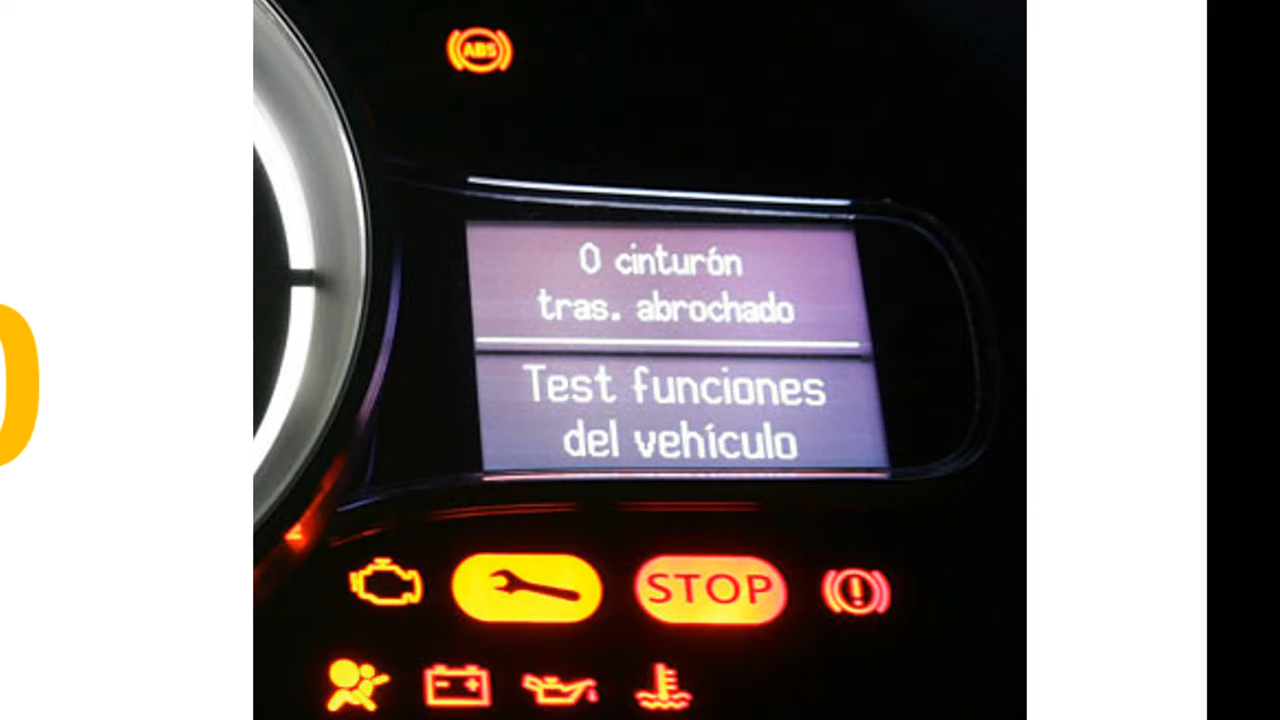 ABS
0 cinturón
tras. abrochado
Test funciones
del vehículo
STOP